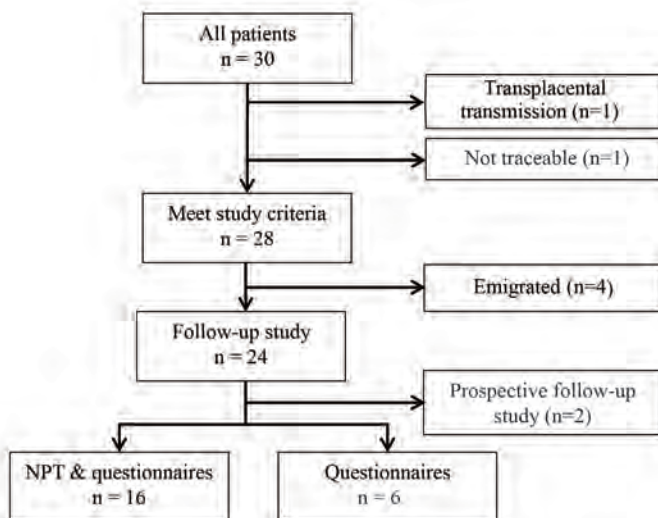 All patients
n = 30
Transplacental
transmission (n=1)
Not traceable (n=1)
Meet study criteria
n = 28
Emigrated (n=4)
Follow-up study
n = 24
Prospective follow-up
study (n=2)
NPT & questionnaires
n = 16
Questionnaires
n = 6